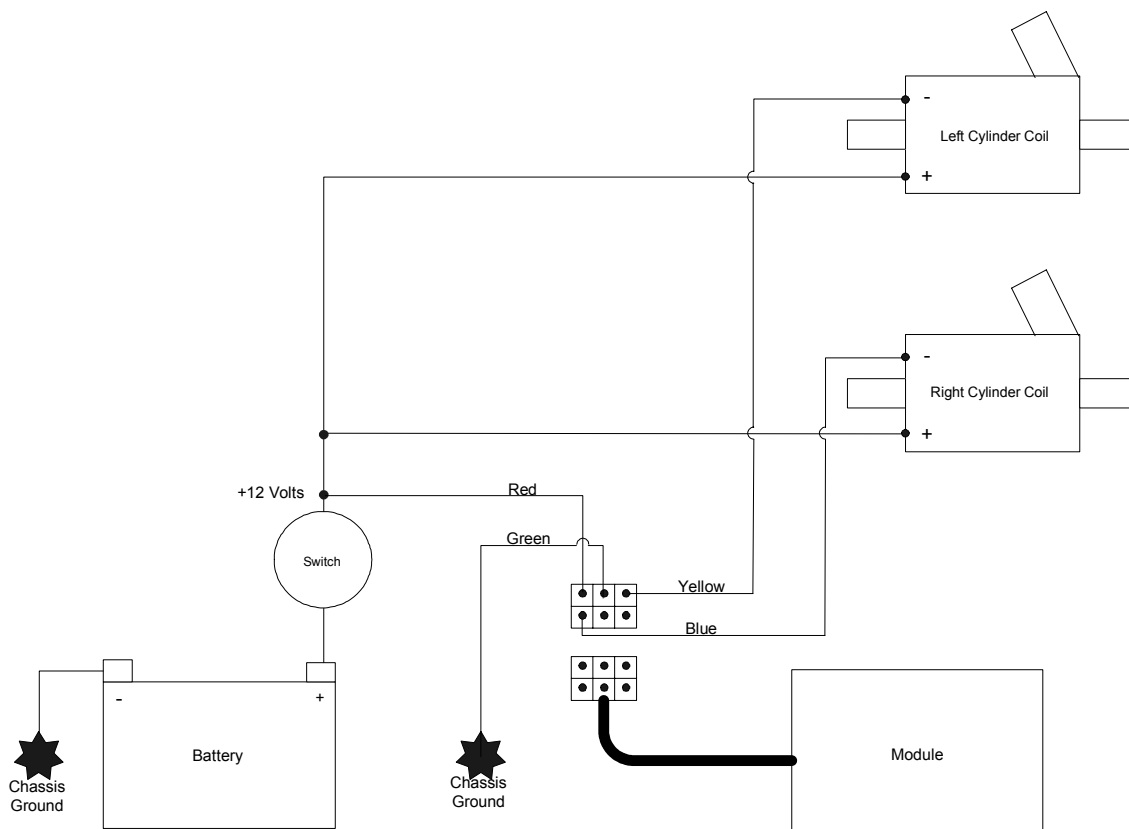 -
Left Cylinder Coil
+
-
Right Cylinder Coil
+
+12 Volts
Red
Switch
Green
Yellow
Blue
-
+
Battery
Module
Chassis
Ground
Chassis
Ground